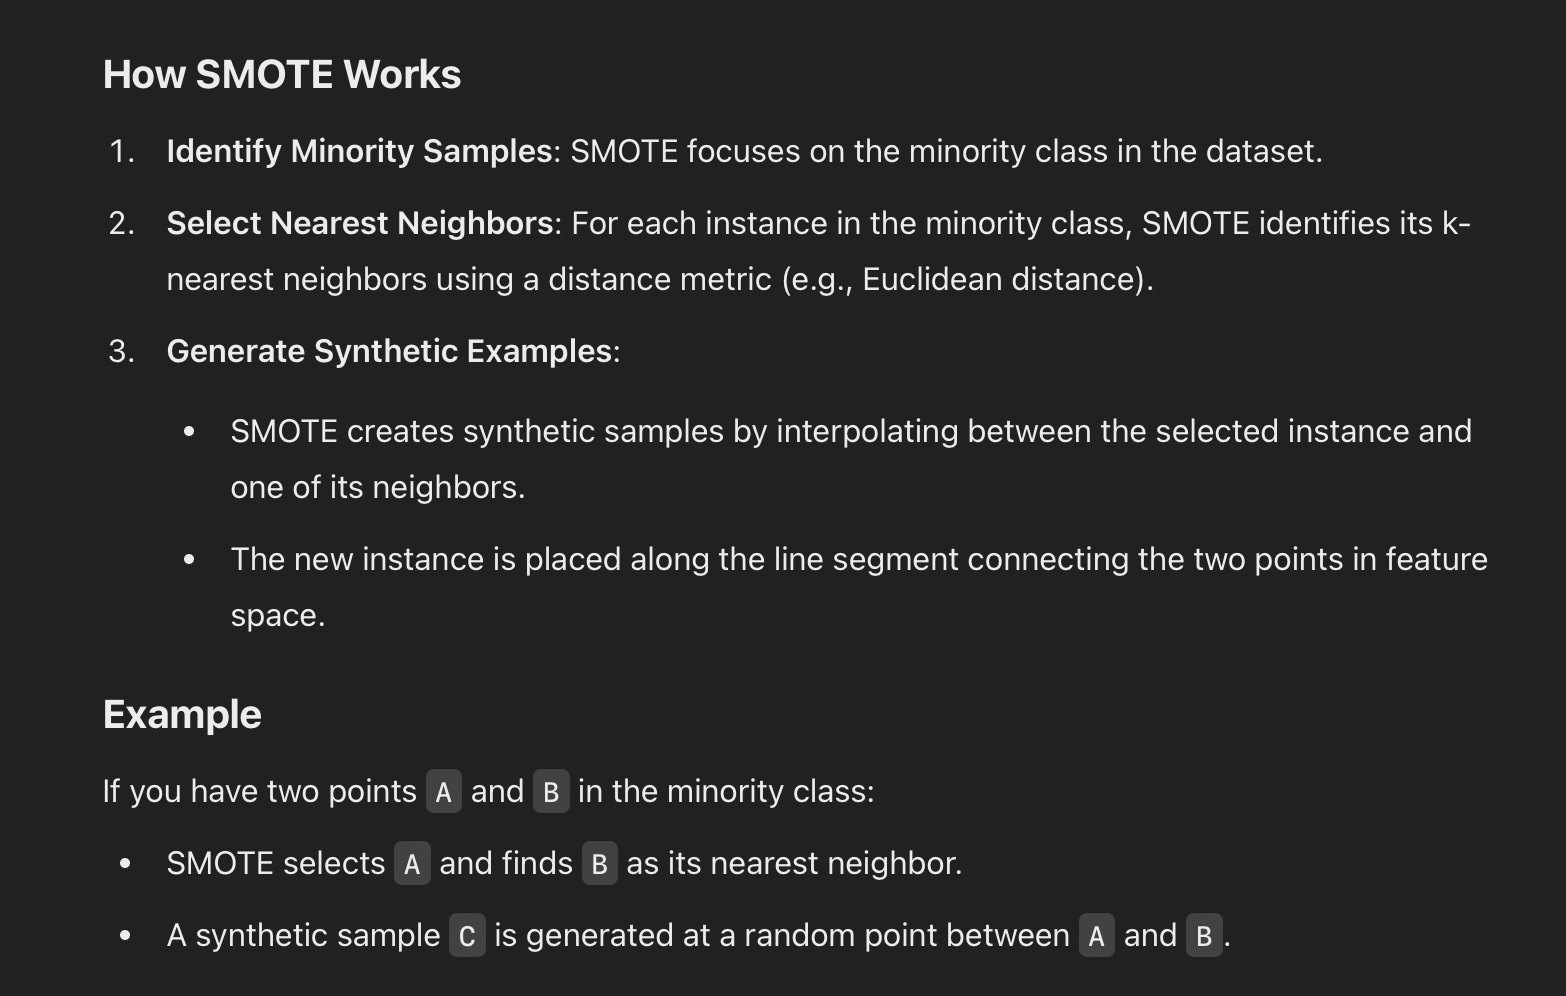 How SMOTE Works
1. Identify Minority Samples: SMOTE focuses on the minority class in the dataset.
2. Select Nearest Neighbors: For each instance in the minority class, SMOTE identifies its k-
nearest neighbors using a distance metric (e.g., Euclidean distance).
3. Generate Synthetic Examples:
• SMOTE creates synthetic samples by interpolating between the selected instance and
one of its neighbors.
• The new instance is placed along the line segment connecting the two points in feature
space.
Example
If you have two points A and B in the minority class:
• SMOTE selects A and finds B as its nearest neighbor.
• A synthetic sample C is generated at a random point between A and B.